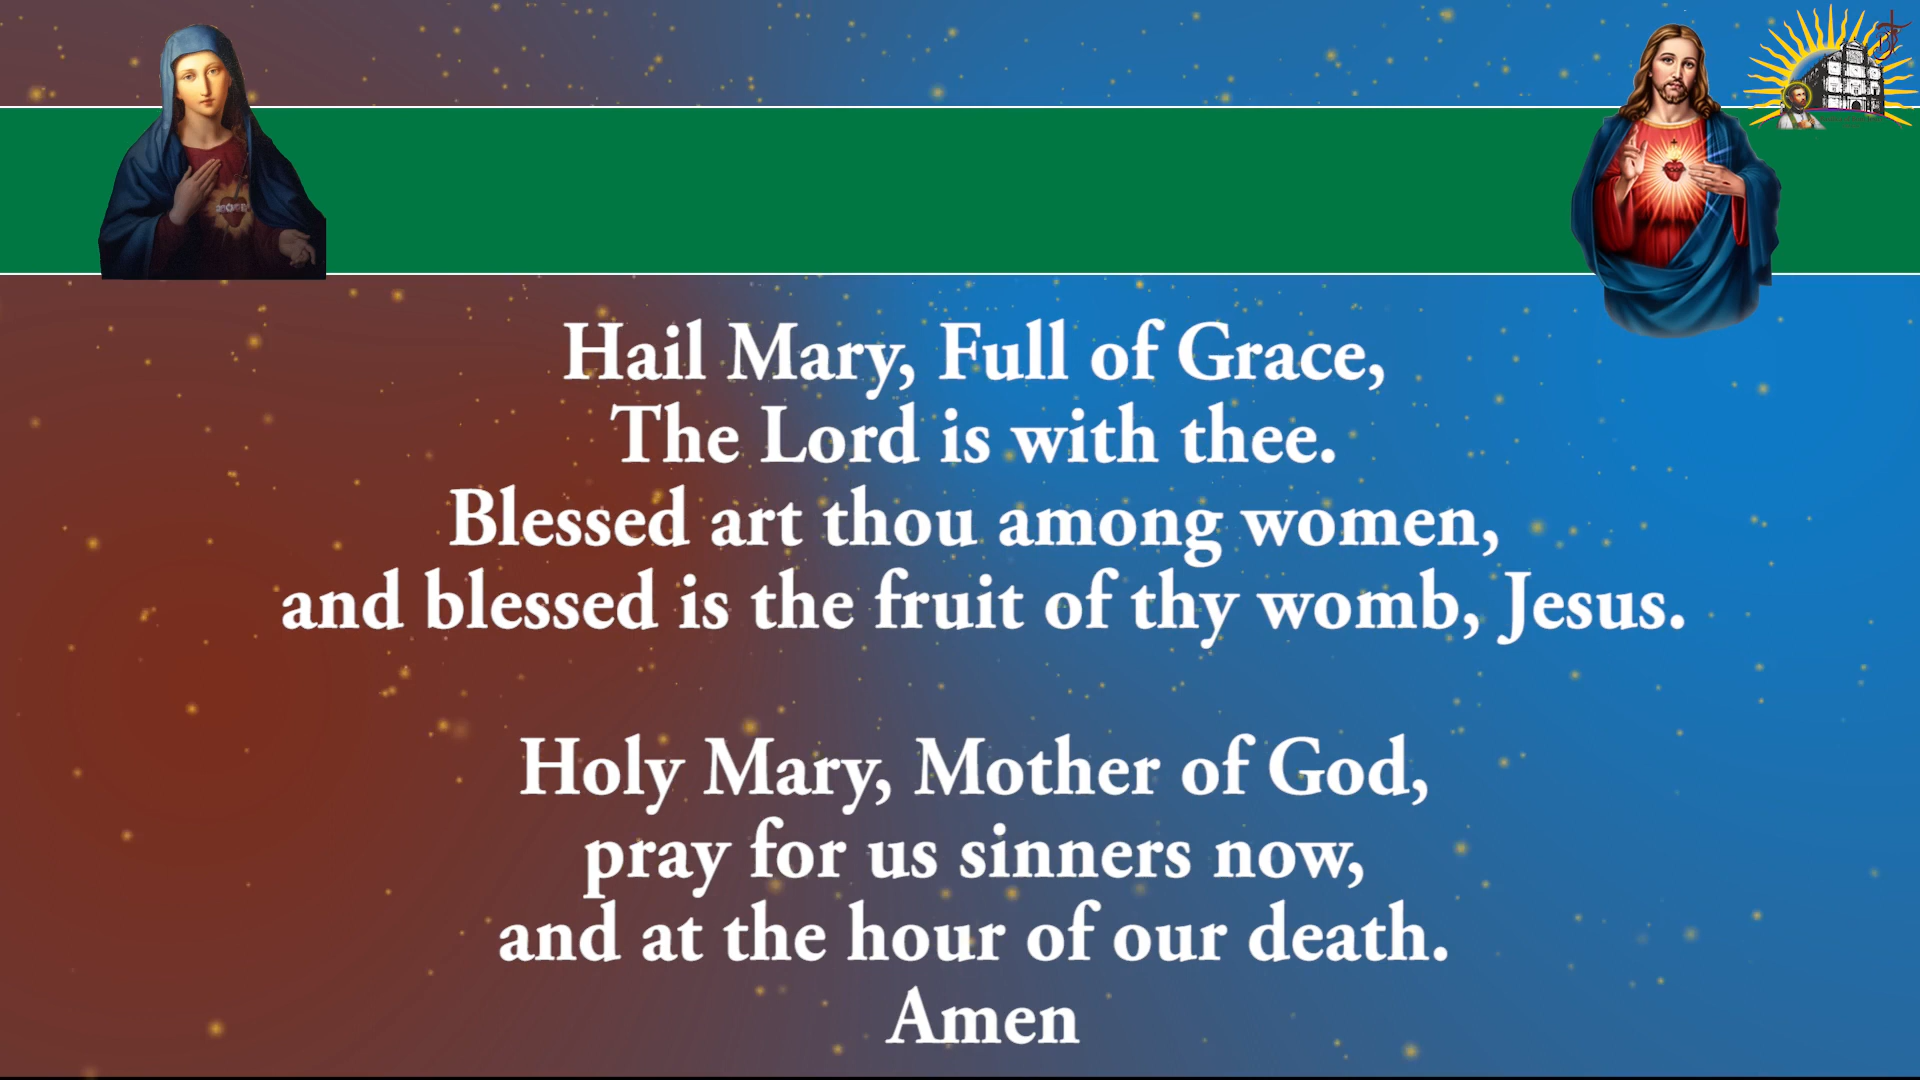 Hail Mary, Full of Grace,
The Lord is with thee.
Blessed art thou among women,
and blessed is the fruit of thy womb, Jesus.
Holy Mary, Mother of God,
pray for us sinners now,
and at the hour of our death.
Amen